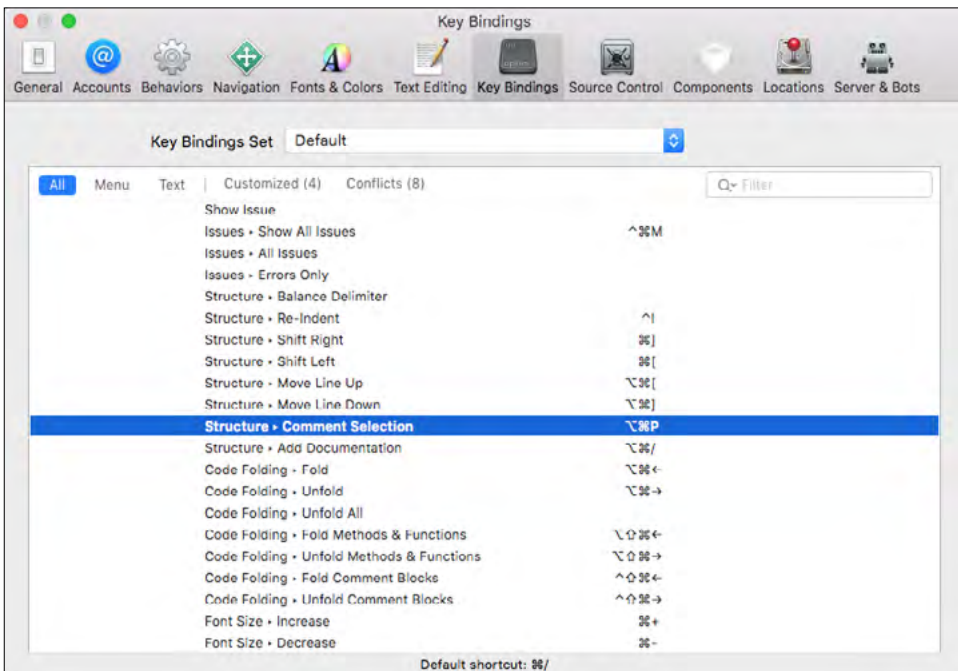 Key Bindings
General Accounts Behaviors Navigation Fonts & Colors Text Editing Key Bindings Source Control Components Locations Server & Bots
Key Bindings Set Default
All Menu Text | Customized (4) Conflicts (8) Filter
Show Issue
Issues ▸ Show All Issues ^⌘M
Issues ▸ All Issues
Issues ▸ Errors Only
Structure ▸ Balance Delimiter
Structure ▸ Re-Indent ^I
Structure ▸ Shift Right ⌘]
Structure ▸ Shift Left ⌘[
Structure ▸ Move Line Up ⌥⌘[
Structure ▸ Move Line Down ⌥⌘]
Structure ▸ Comment Selection ⌥⌘P
Structure ▸ Add Documentation ⌥⌘/
Code Folding ▸ Fold ⌥⌘←
Code Folding ▸ Unfold ⌥⌘→
Code Folding ▸ Unfold All
Code Folding ▸ Fold Methods & Functions ⌥⇧⌘←
Code Folding ▸ Unfold Methods & Functions ⌥⇧⌘→
Code Folding ▸ Fold Comment Blocks ^⇧⌘←
Code Folding ▸ Unfold Comment Blocks ^⇧⌘→
Font Size ▸ Increase ⌘+
Font Size ▸ Decrease ⌘-
Default shortcut: ⌘/